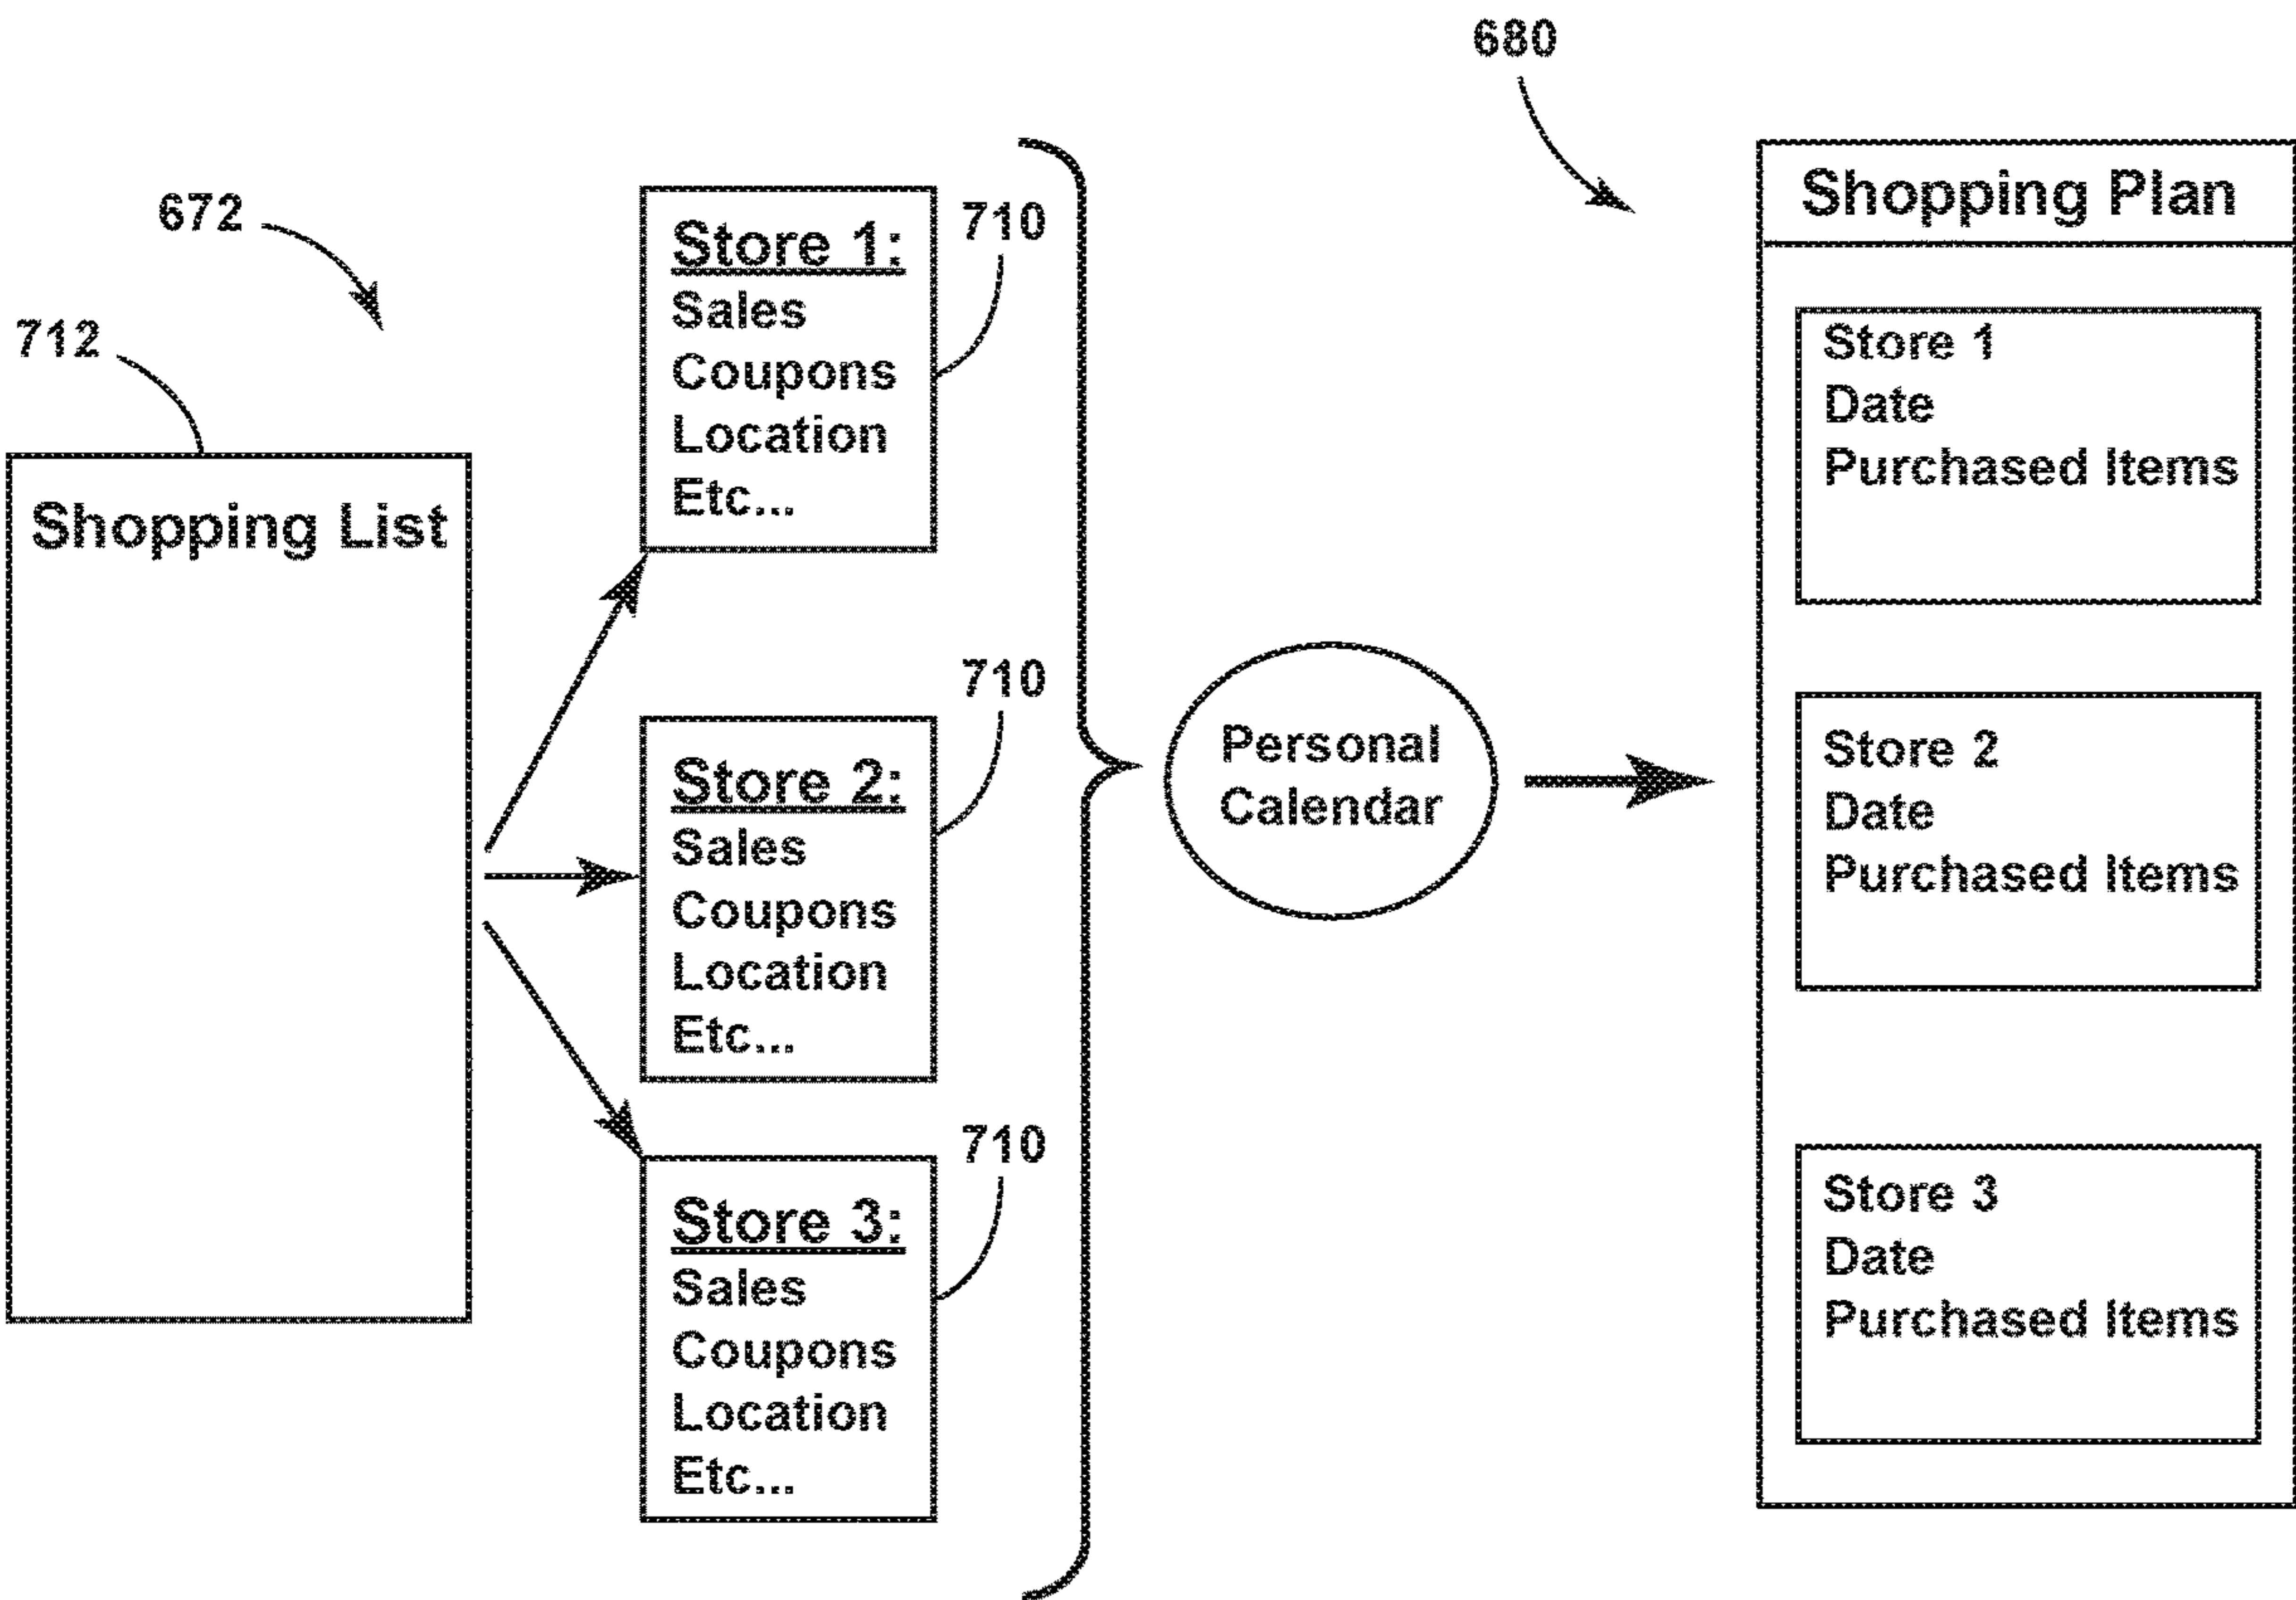 680
672
712
Shopping List
710
Store 1:
Sales
Coupons
Location
Etc...
710
Store 2:
Sales
Coupons
Location
Etc...
710
Store 3:
Sales
Coupons
Location
Etc...
Personal
Calendar
Shopping Plan
Store 1
Date
Purchased Items
Store 2
Date
Purchased Items
Store 3
Date
Purchased Items